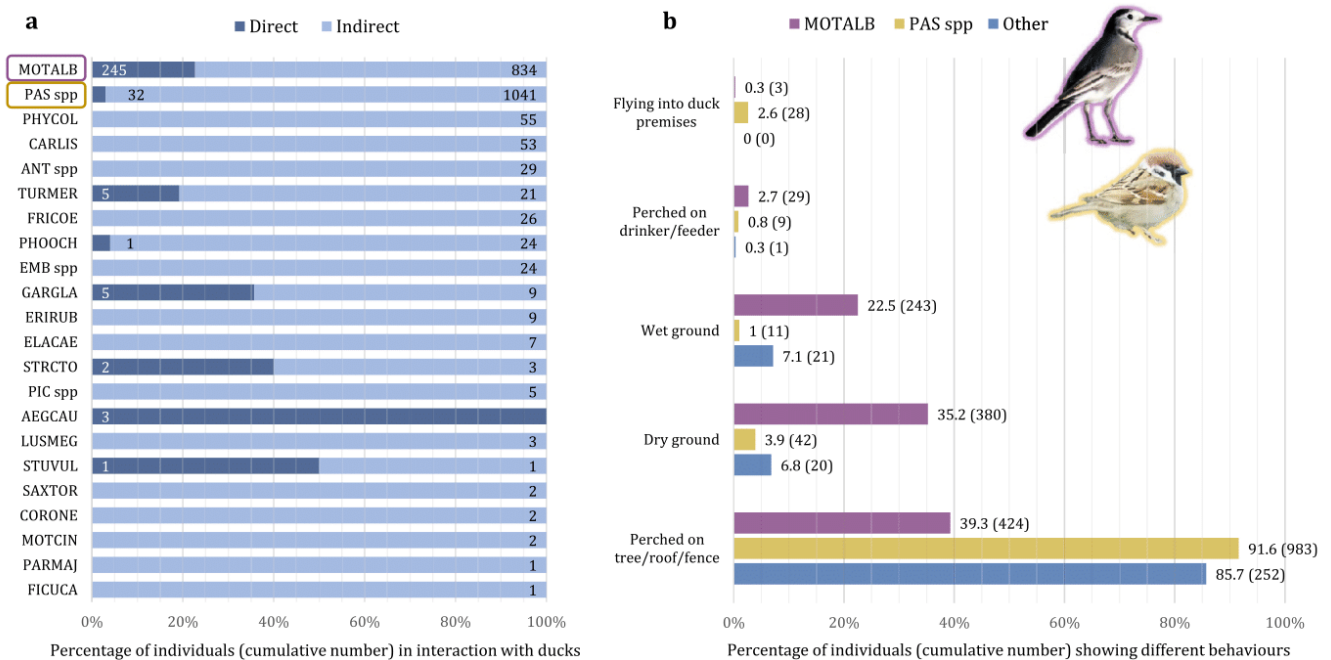 a
Direct Indirect
MOTALB 245 834
PAS spp 32 1041
PHYCOL 55
CARLIS 53
ANT spp 29
TURMER 5 21
FRICOE 26
PHOOCH 1 24
EMB spp 24
GARGLA 5 9
ERIRUB 9
ELACAE 7
STRCTO 2 3
PIC spp 5
AEGCAU 3
LUSMEG 3
STUVUL 1 1
SAXTOR 2
CORONE 2
MOTCIN 2
PARMAJ 1
FICUCA 1
0% 20% 40% 60% 80% 100%
Percentage of individuals (cumulative number) in interaction with ducks
b
MOTALB PAS spp Other
Flying into duck
premises
0.3 (3)
2.6 (28)
0 (0)
Perched on
drinker/feeder
2.7 (29)
0.8 (9)
0.3 (1)
Wet ground
22.5 (243)
1 (11)
7.1 (21)
Dry ground
35.2 (380)
3.9 (42)
6.8 (20)
Perched on
tree/roof/fence
39.3 (424)
91.6 (983)
85.7 (252)
0% 20% 40% 60% 80% 100%
Percentage of individuals (cumulative number) showing different behaviours